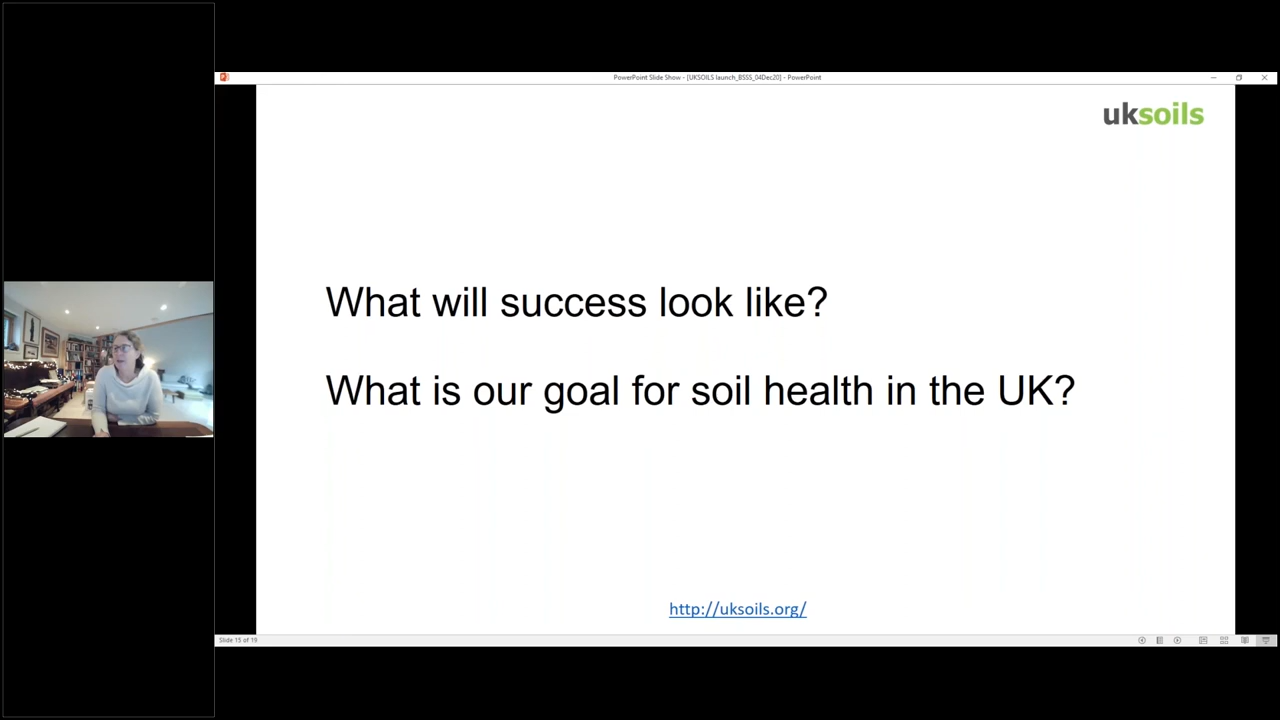 PowerPoint Slide Show - [UKSOILS launch_BSSS_04Dec20] - PowerPoint
uksoils
What will success look like?
What is our goal for soil health in the UK?
http://uksoils.org/
Slide 15 of 19